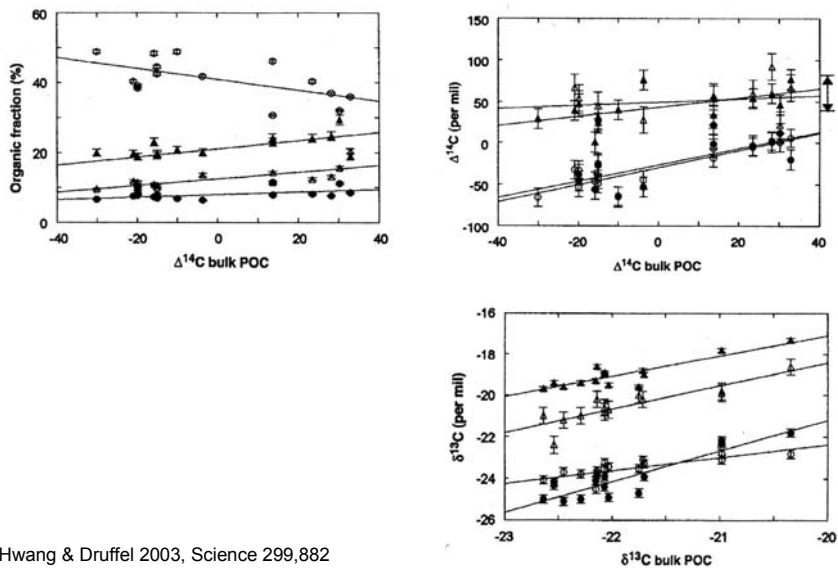 60
40
20
0
Organic fraction (%)
-40 -20 0 20 40
Δ¹⁴C bulk POC
150
100
50
0
-50
-100
Δ¹⁴C (per mil)
-40 -20 0 20 40
Δ¹⁴C bulk POC
-16
-18
-20
-22
-24
-26
δ¹³C (per mil)
-23 -22 -21 -20
δ¹³C bulk POC
Hwang & Druffel 2003, Science 299,882